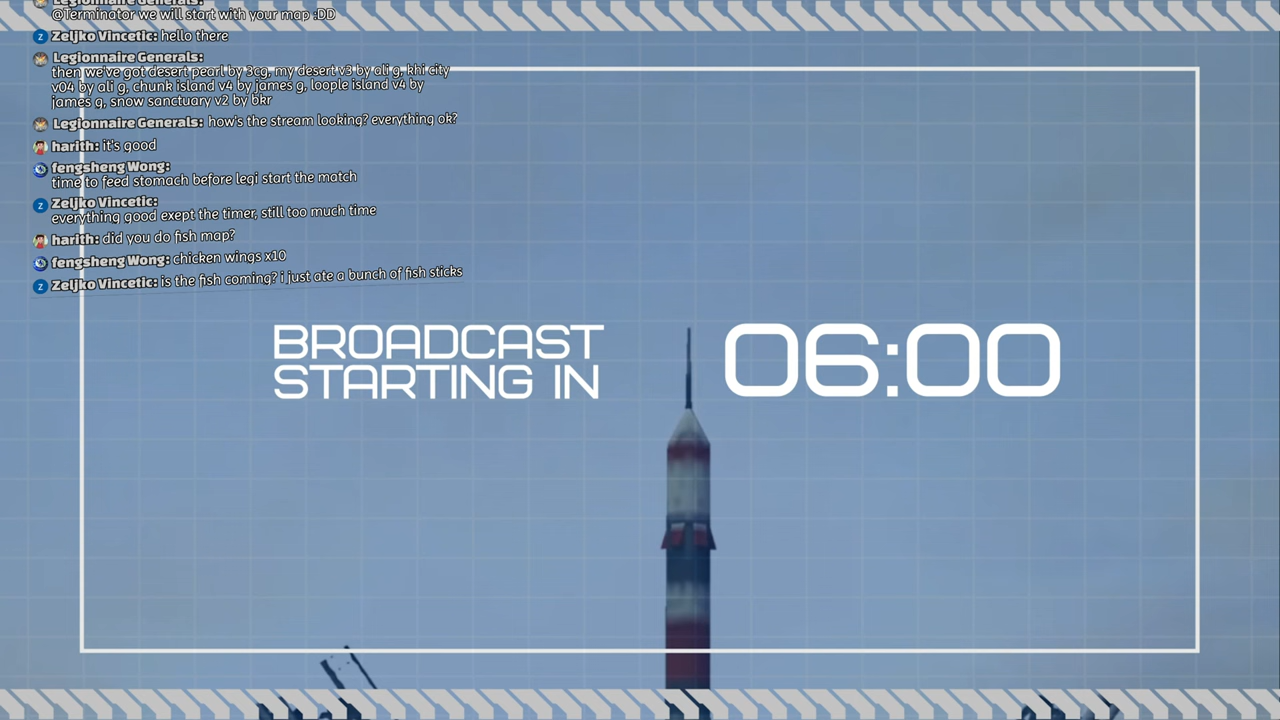 Legionnaire Generals:
@Terminator we will start with your map :DD
Z Zeljko Vincetic: hello there
Legionnaire Generals:
then we've got desert pearl by 3cg, my desert v3 by ali g, khi city
v04 by ali g, chunk island v4 by james g, loople island v4 by
james g, snow sanctuary v2 by bkr
Legionnaire Generals: how's the stream looking? everything ok?
harith: it's good
fengsheng Wong:
time to feed stomach before legi start the match
Z Zeljko Vincetic:
everything good exept the timer, still too much time
harith: did you do fish map?
fengsheng Wong: chicken wings x10
Z Zeljko Vincetic: is the fish coming? i just ate a bunch of fish sticks
BROADCAST
STARTING IN
06:00